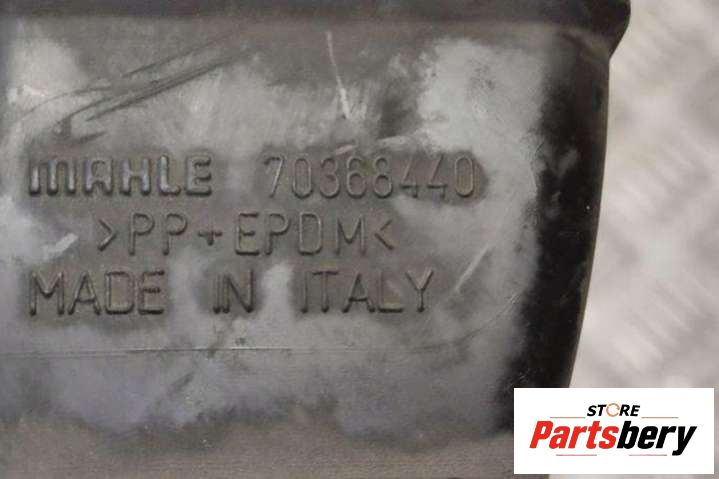 MAHLE 70368440
>PP+EPDM<
MADE IN ITALY
STORE
Partsbery